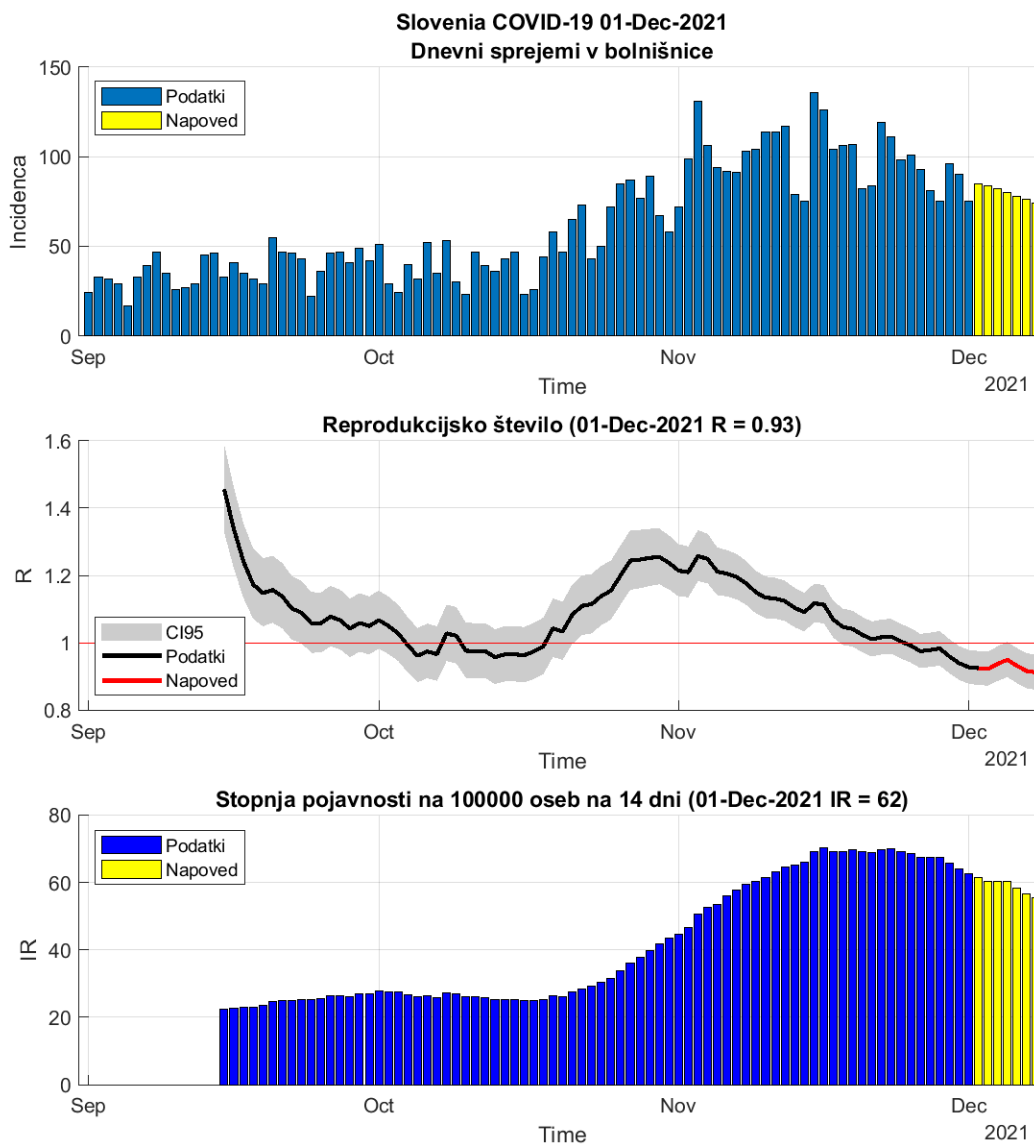 Slovenia COVID-19 01-Dec-2021
Dnevni sprejemi v bolnišnice
150
100
50
0
Incidenca
Podatki
Napoved
Sep
Oct
Nov
Dec
Time
2021
Reprodukcijsko število (01-Dec-2021 R = 0.93)
1.6
1.4
1.2
1
0.8
R
CI95
Podatki
Napoved
Sep
Oct
Nov
Dec
Time
2021
Stopnja pojavnosti na 100000 oseb na 14 dni (01-Dec-2021 IR = 62)
80
60
40
20
0
IR
Podatki
Napoved
Sep
Oct
Nov
Dec
Time
2021